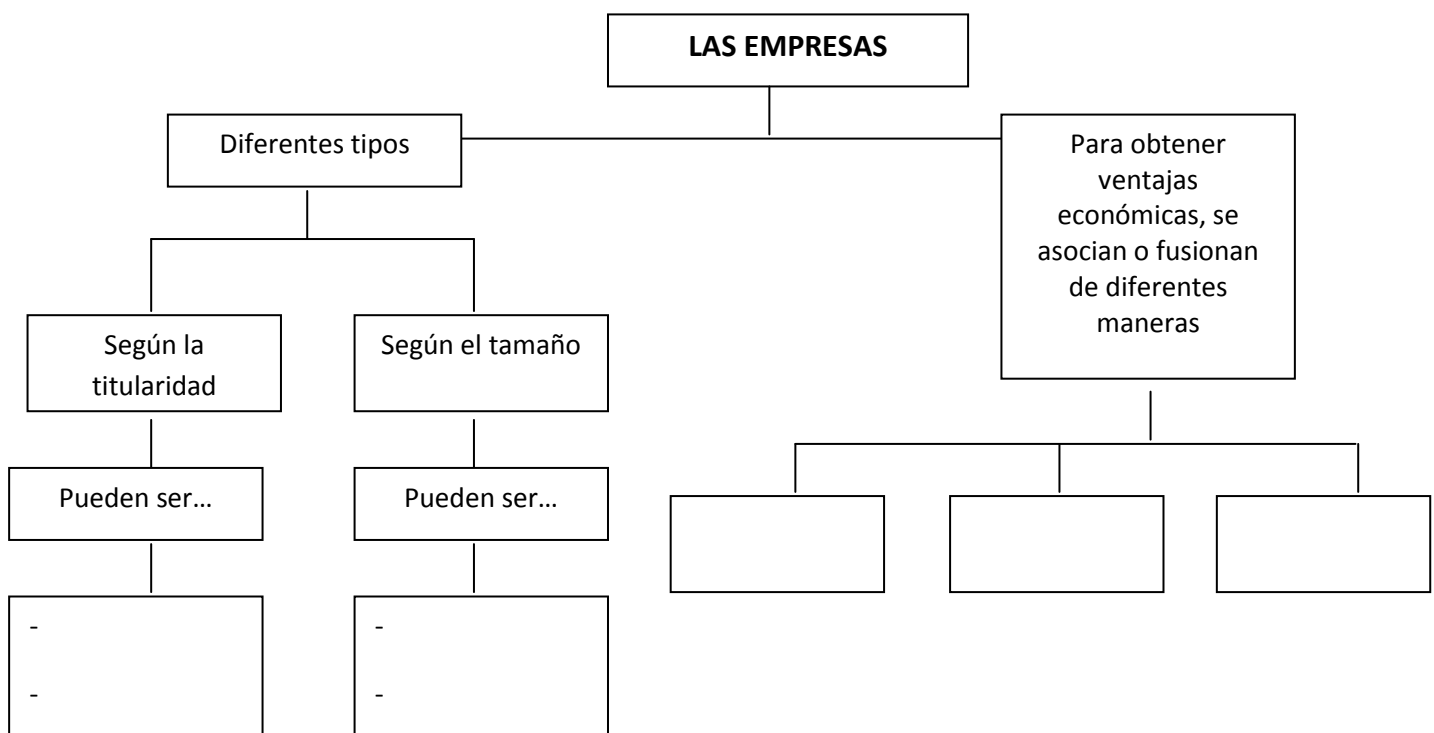 LAS EMPRESAS
Diferentes tipos
Para obtener
ventajas
económicas, se
asocian o fusionan
de diferentes
maneras
Según la
titularidad
Según el tamaño
Pueden ser…
Pueden ser…
-
-
-
-